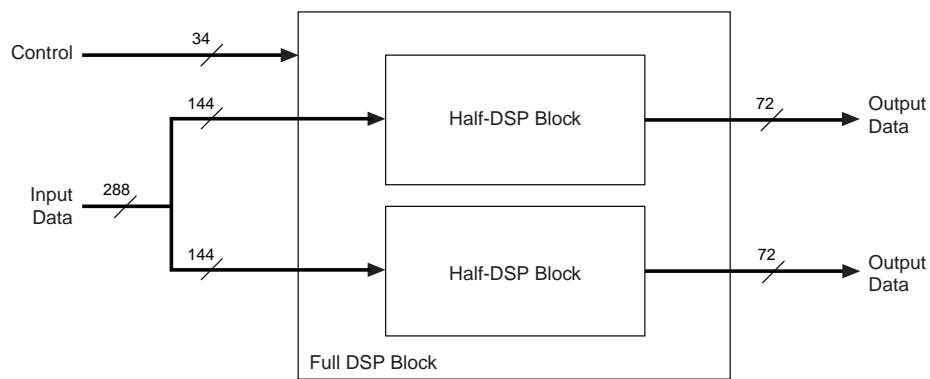 34
Control
144
Half-DSP Block
72
Output
Data
288
Input
Data
144
Half-DSP Block
72
Output
Data
Full DSP Block